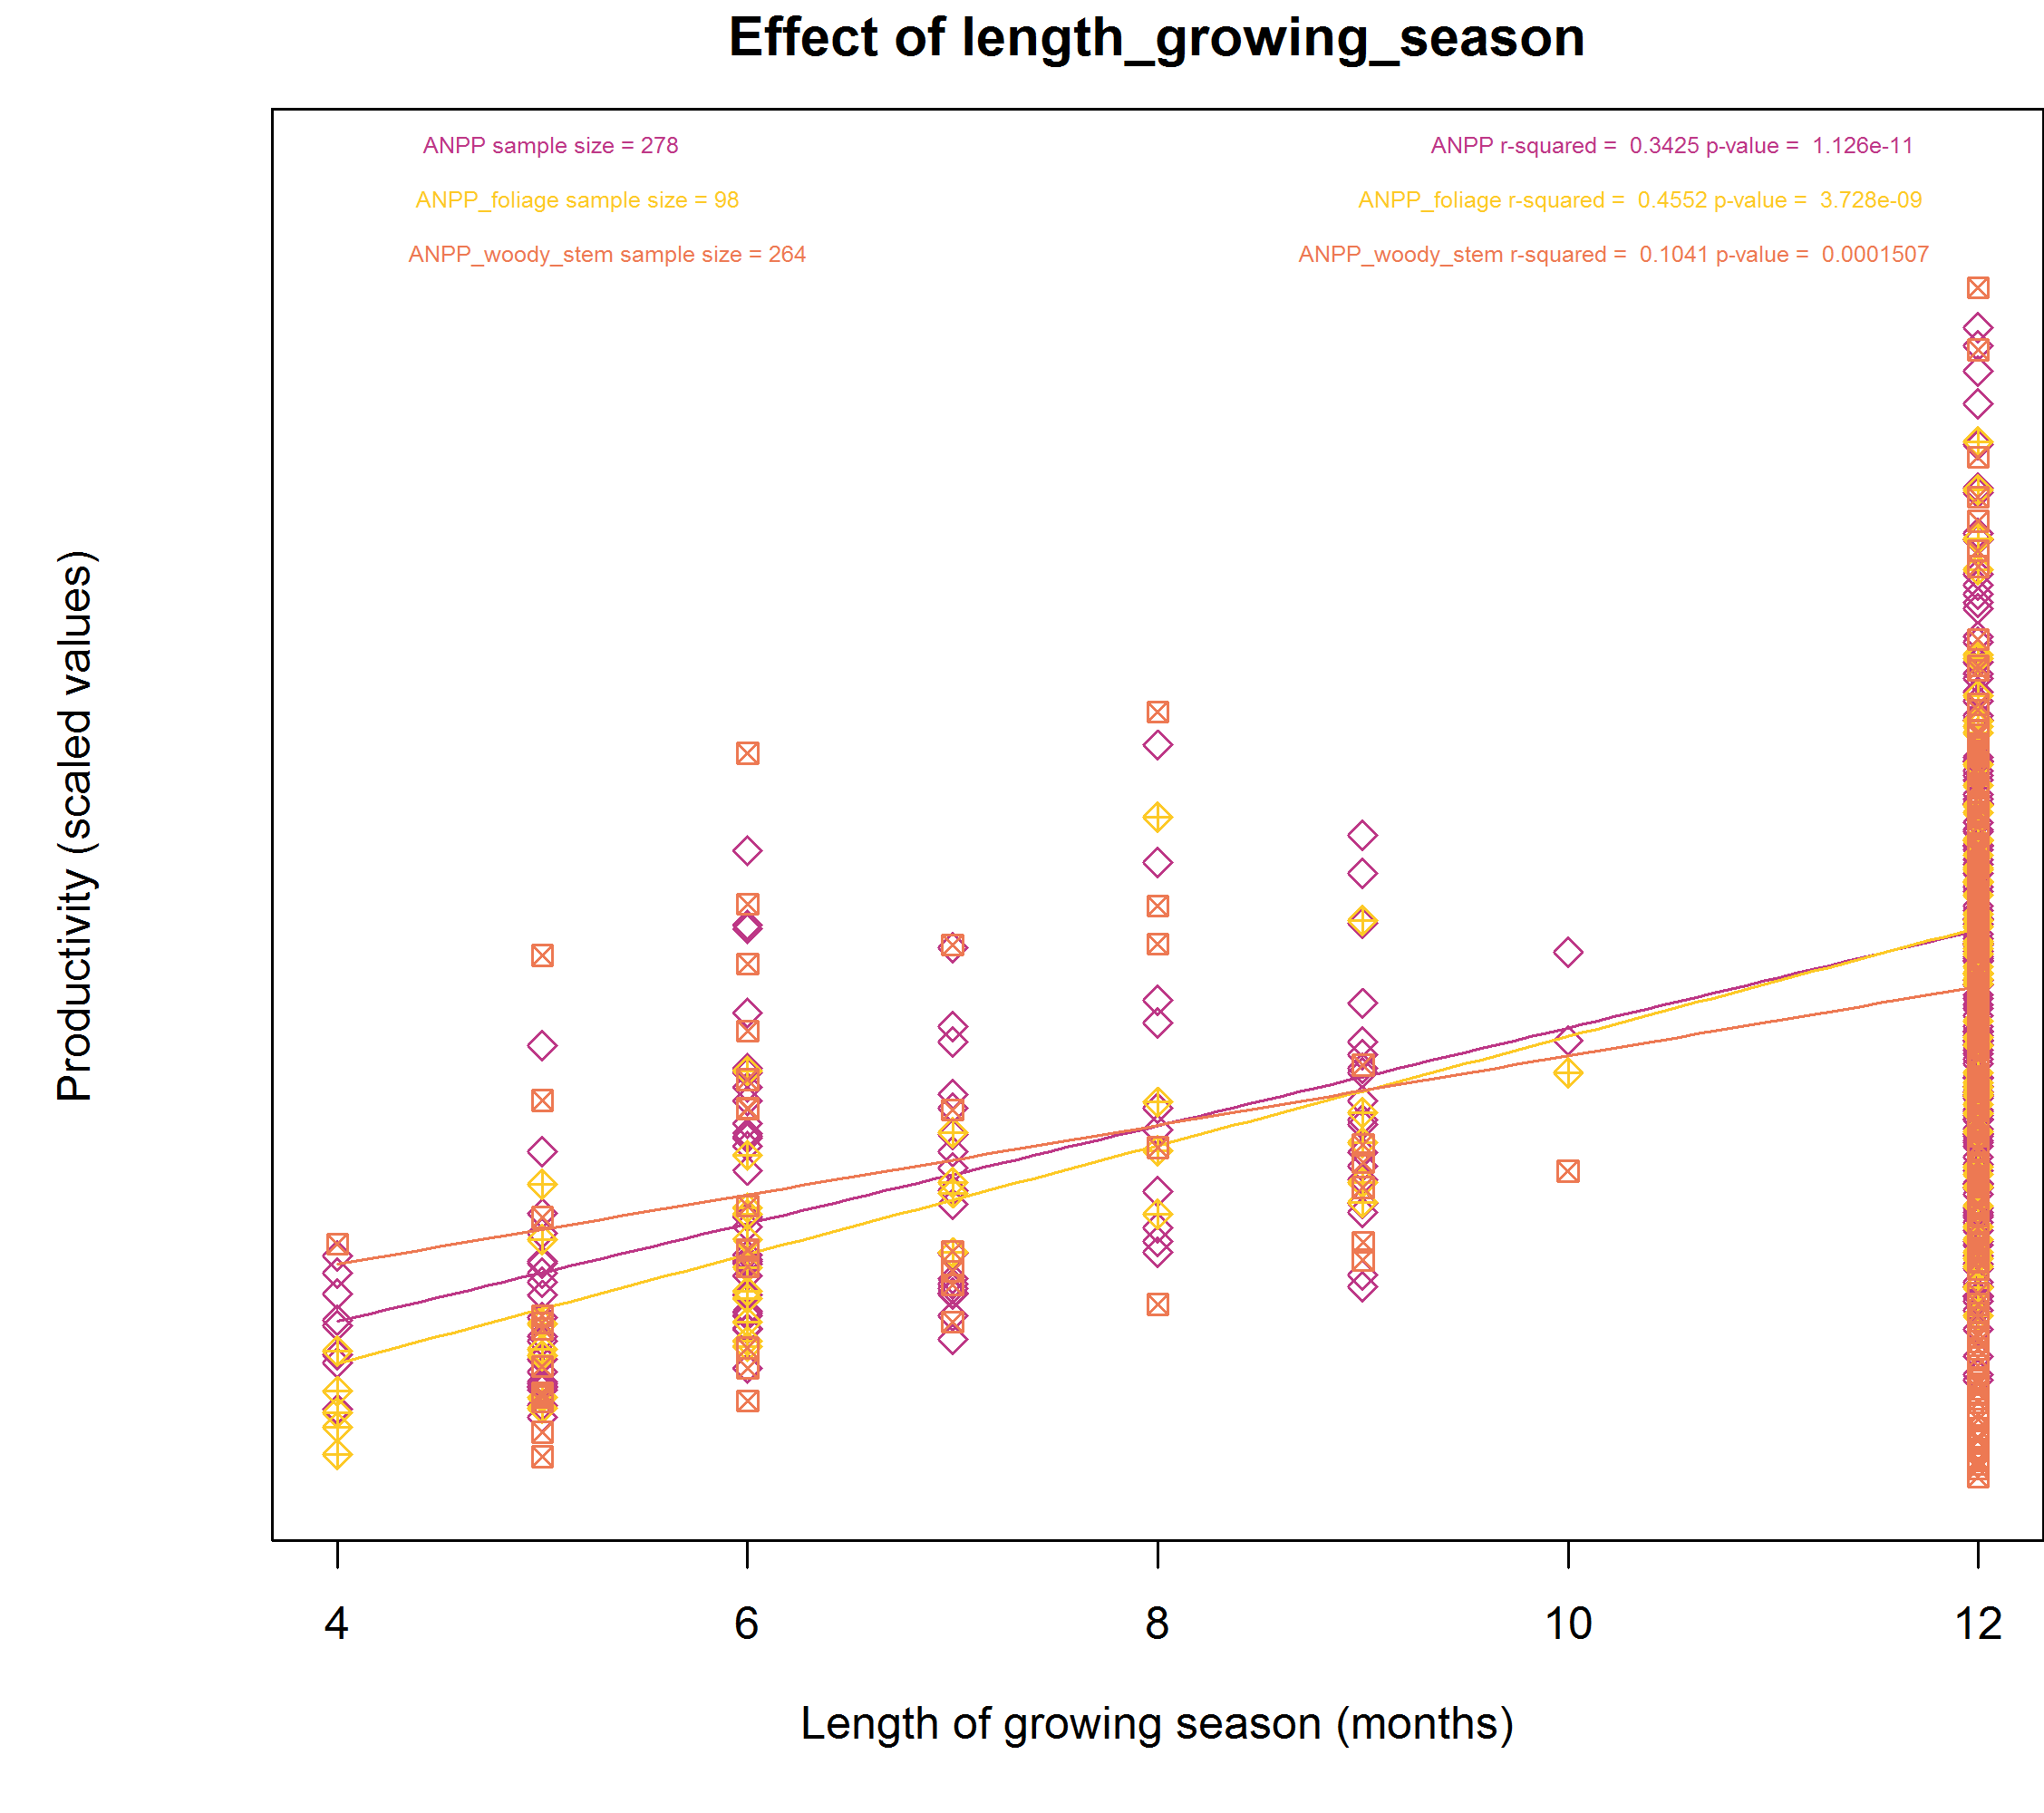 Effect of length_growing_season
ANPP sample size = 278
ANPP r-squared =  0.3425 p-value =  1.126e-11
ANPP_foliage sample size = 98
ANPP_foliage r-squared =  0.4552 p-value =  3.728e-09
ANPP_woody_stem sample size = 264
ANPP_woody_stem r-squared =  0.1041 p-value =  0.0001507
Productivity (scaled values)
4 6 8 10 12
Length of growing season (months)